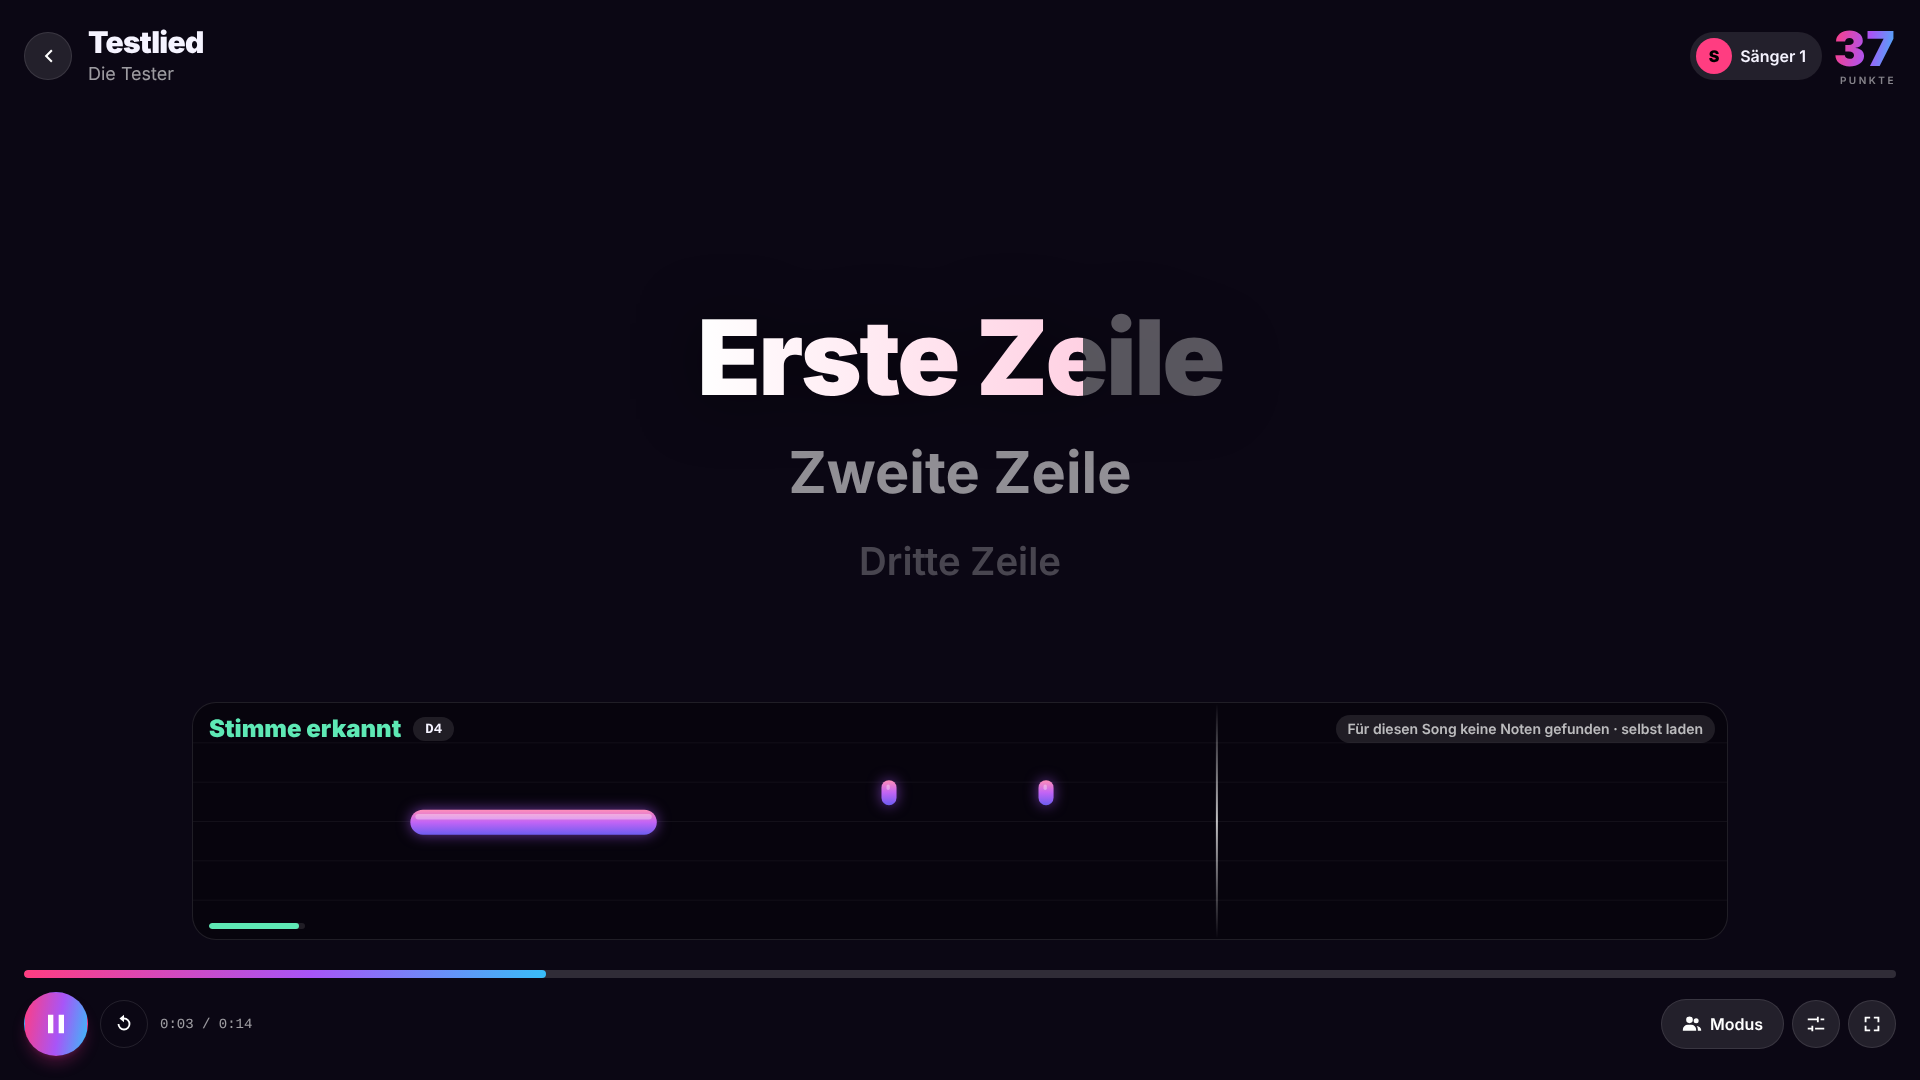 Testlied
Die Tester
S
Sänger 1
37
PUNKTE
Erste Zeile
Zweite Zeile
Dritte Zeile
Stimme erkannt
D4
Für diesen Song keine Noten gefunden · selbst laden
0:03 / 0:14
Modus